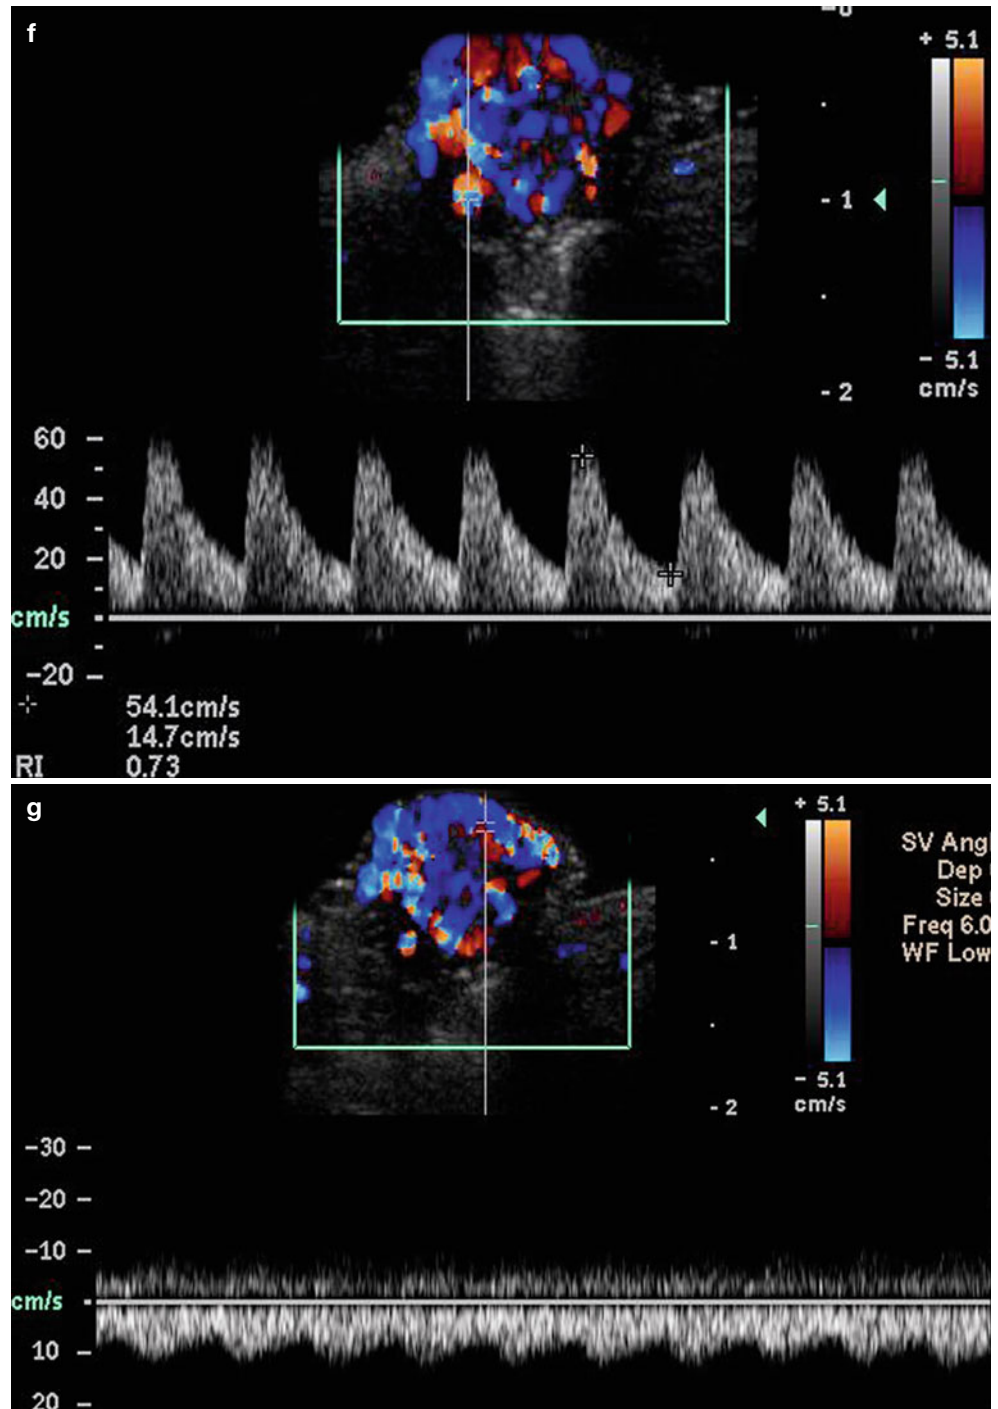 f
+ 5.1
- 1
- 5.1
cm/s
- 2
60
40
20
cm/s
-20
54.1cm/s
14.7cm/s
RI 0.73
g
+ 5.1
SV Angl
Dep
Size
- 1
Freq 6.0
WF Low
- 5.1
cm/s
- 2
-30
-20
-10
cm/s
10
20